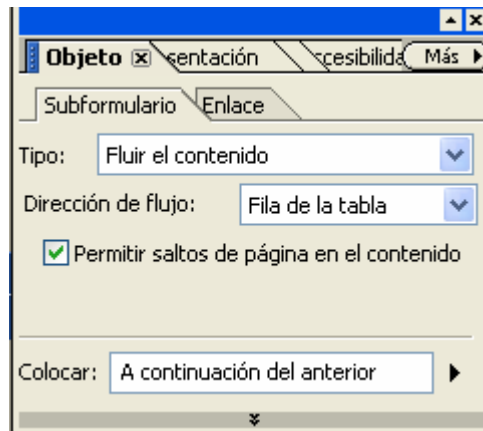 Objeto sentación ccesibilida Más
Subformulario Enlace
Tipo: Fluir el contenido
Dirección de flujo: Fila de la tabla
Permitir saltos de página en el contenido
Colocar: A continuación del anterior